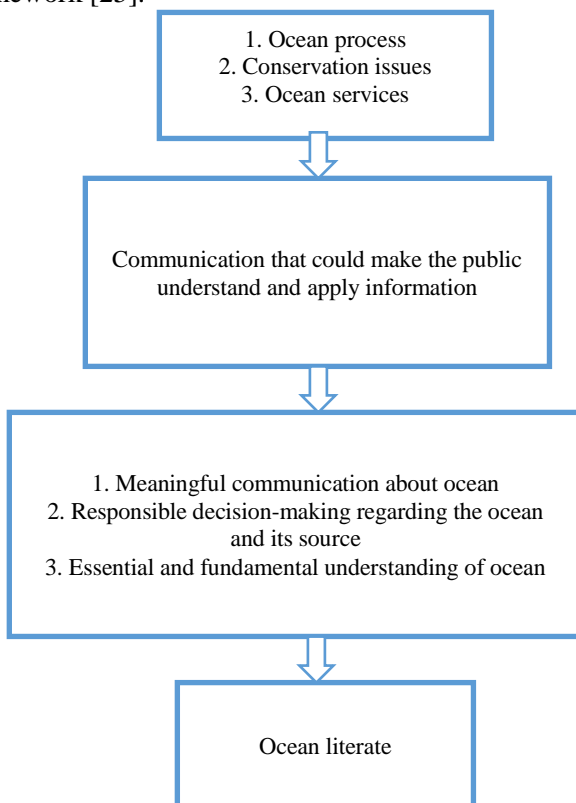 [23].
1. Ocean process
2. Conservation issues
3. Ocean services
Communication that could make the public
understand and apply information
1. Meaningful communication about ocean
2. Responsible decision-making regarding the ocean
and its source
3. Essential and fundamental understanding of ocean
Ocean literate